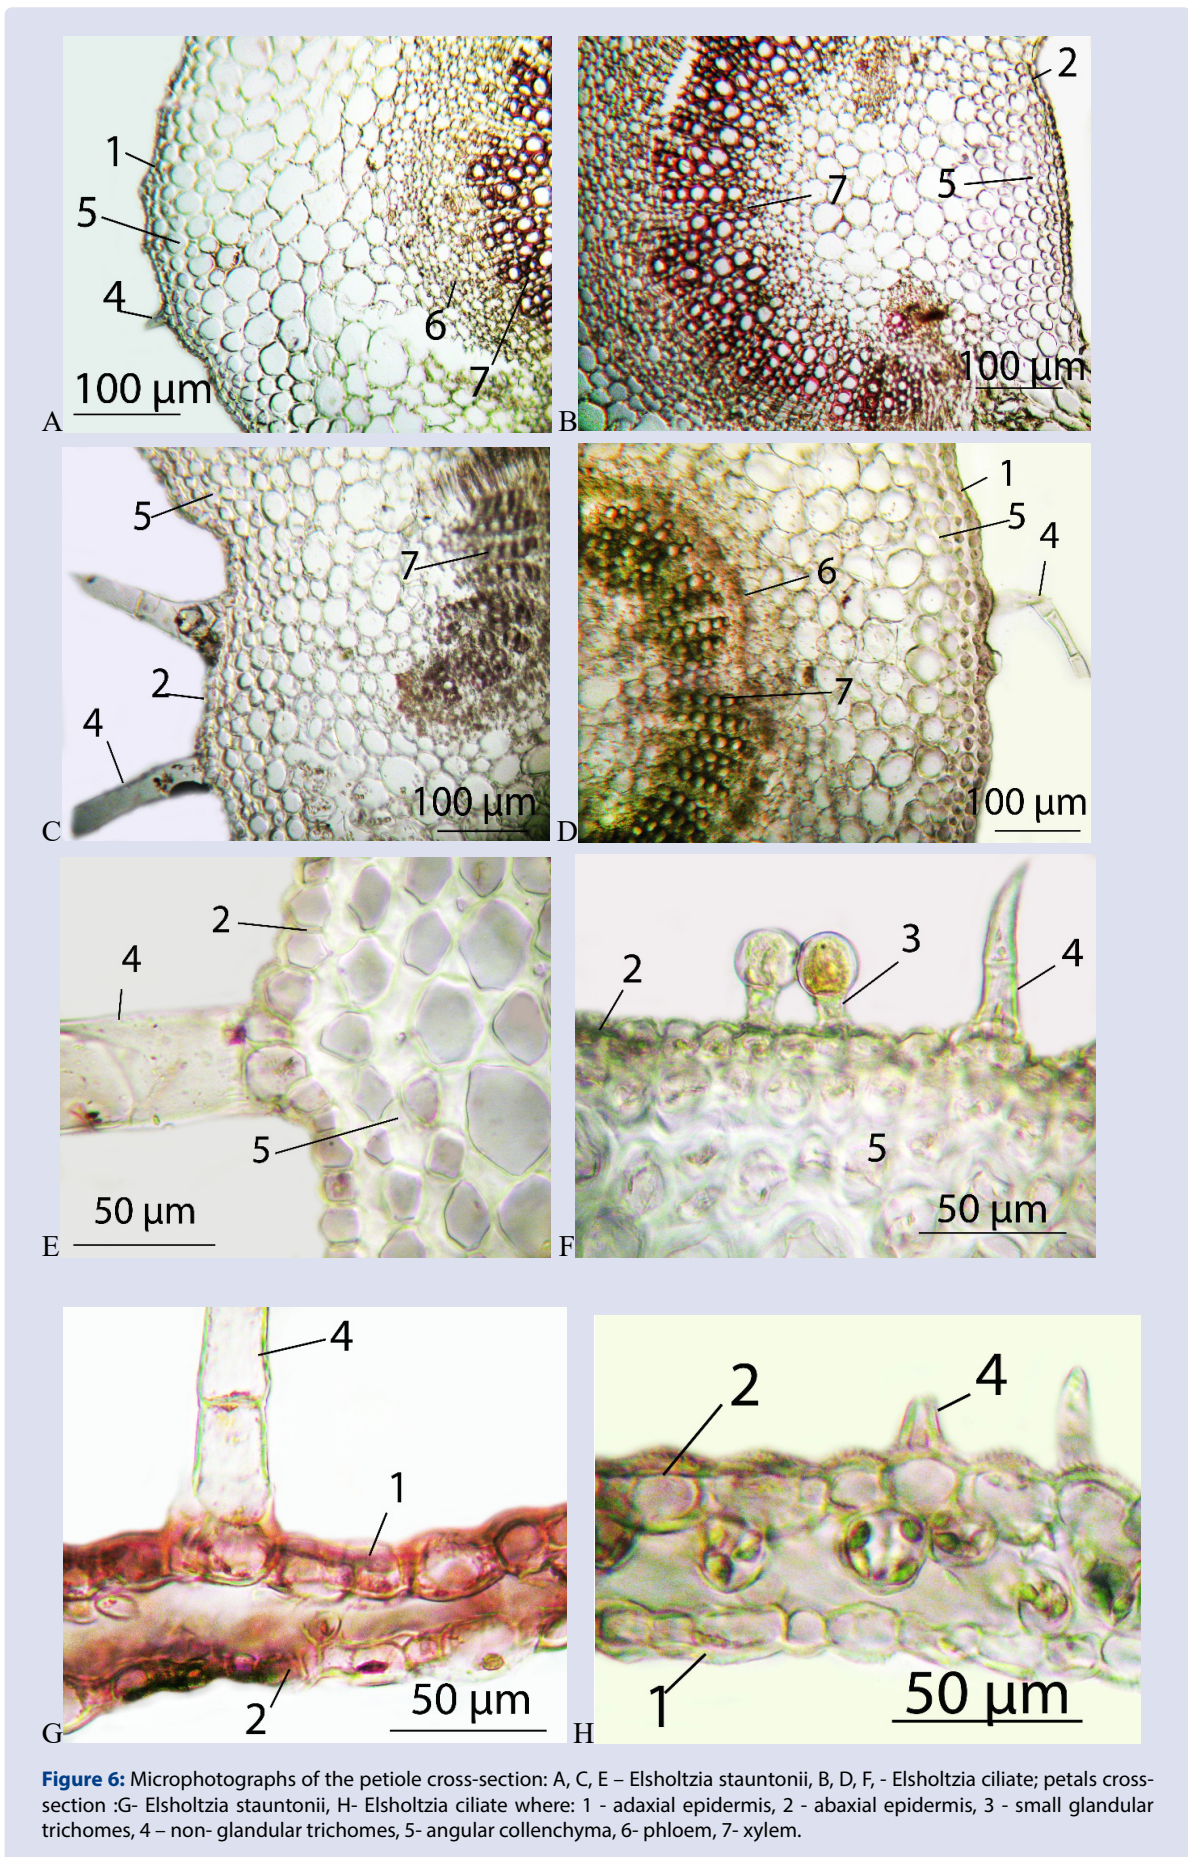 1
5
4
6
7
100 µm
A
2
7
5
100 µm
B
5
7
2
4
100 µm
C
1
5
4
6
7
100 µm
D
2
4
5
50 µm
E
3
2
4
5
50 µm
F
4
1
50 µm
2
G
2
4
50 µm
1
H
Figure 6: Microphotographs of the petiole cross-section: A, C, E – Elsholtzia stauntonii, B, D, F, - Elsholtzia ciliate; petals cross-
section :G- Elsholtzia stauntonii, H- Elsholtzia ciliate where: 1 - adaxial epidermis, 2 - abaxial epidermis, 3 - small glandular
trichomes, 4 – non- glandular trichomes, 5- angular collenchyma, 6- phloem, 7- xylem.